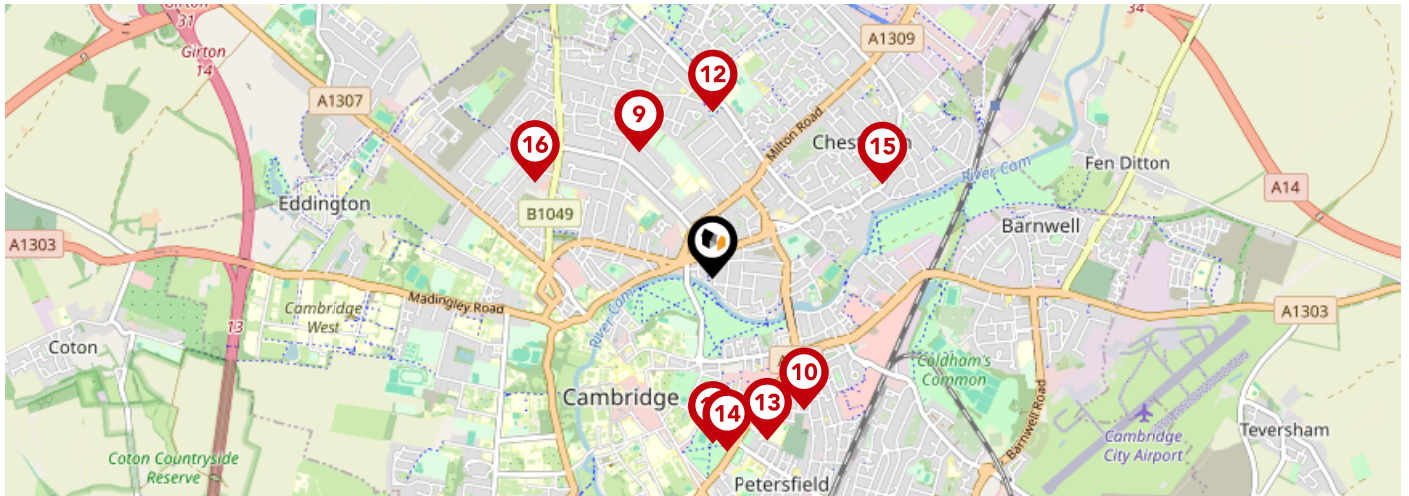 Girton
31
34
A1309
Girton
14
12
A1307
9
Milton Road
16
15
River Cam
Fen Ditton
A14
Eddington
B1049
Barnwell
A1303
Madingley Road
River Cam
Cambridge
West
A1303
13
Coton
Coldham's
Common
10
Cambridge
13
14
Barnwell Road
Cambridge
City Airport
Teversham
Coton Countryside
Reserve
Petersfield